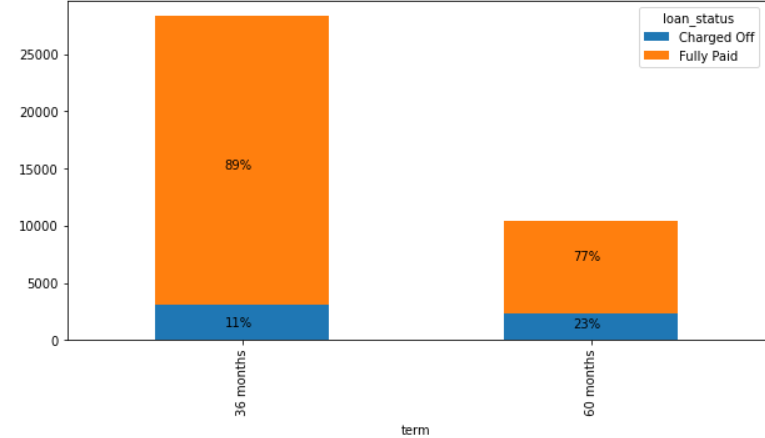 loan_status
Charged Off
Fully Paid
25000
20000
15000
10000
5000
0
89%
11%
77%
23%
36 months
60 months
term